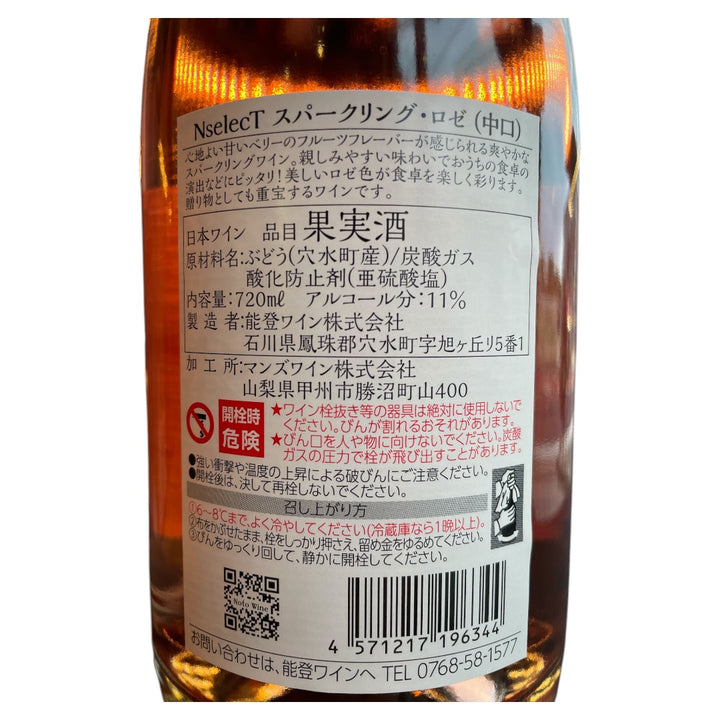 NselecT スパークリング・ロゼ (中口)
心地よい甘いベリーのフルーツフレーバーが感じられる爽やかな
スパークリングワイン。親しみやすい味わいでおうちの食卓の
演出などにピッタリ!美しいロゼ色が食卓を楽しく彩ります。
贈り物としても重宝するワインです。
日本ワイン 品目 果実酒
原材料名:ぶどう(穴水町産)/炭酸ガス
酸化防止剤(亜硫酸塩)
内容量:720mℓ アルコール分:11%
製造者:能登ワイン株式会社
石川県鳳珠郡穴水町字旭ヶ丘り5番1
加工所:マンズワイン株式会社
山梨県甲州市勝沼町山400
開栓時
危険
★ワイン栓抜き等の器具は絶対に使用しないで
ください。びんが割れるおそれがあります。
★びん口を人や物に向けないでください。炭酸
ガスの圧力で栓が飛び出すことがあります。
●強い衝撃や温度の上昇による破びんにご注意ください。
●開栓後は、決して再栓しないでください。
召し上がり方
①6〜8℃まで、よく冷やしてください(冷蔵庫なら1晩以上)。
②布をかぶせたまま、栓をしっかり押さえ、留め金をゆるめてください。
③びんをゆっくり回して、静かに開栓してください。
Noto Wine
4 571217 196344
お問い合わせは、能登ワインへ TEL 0768-58-1577